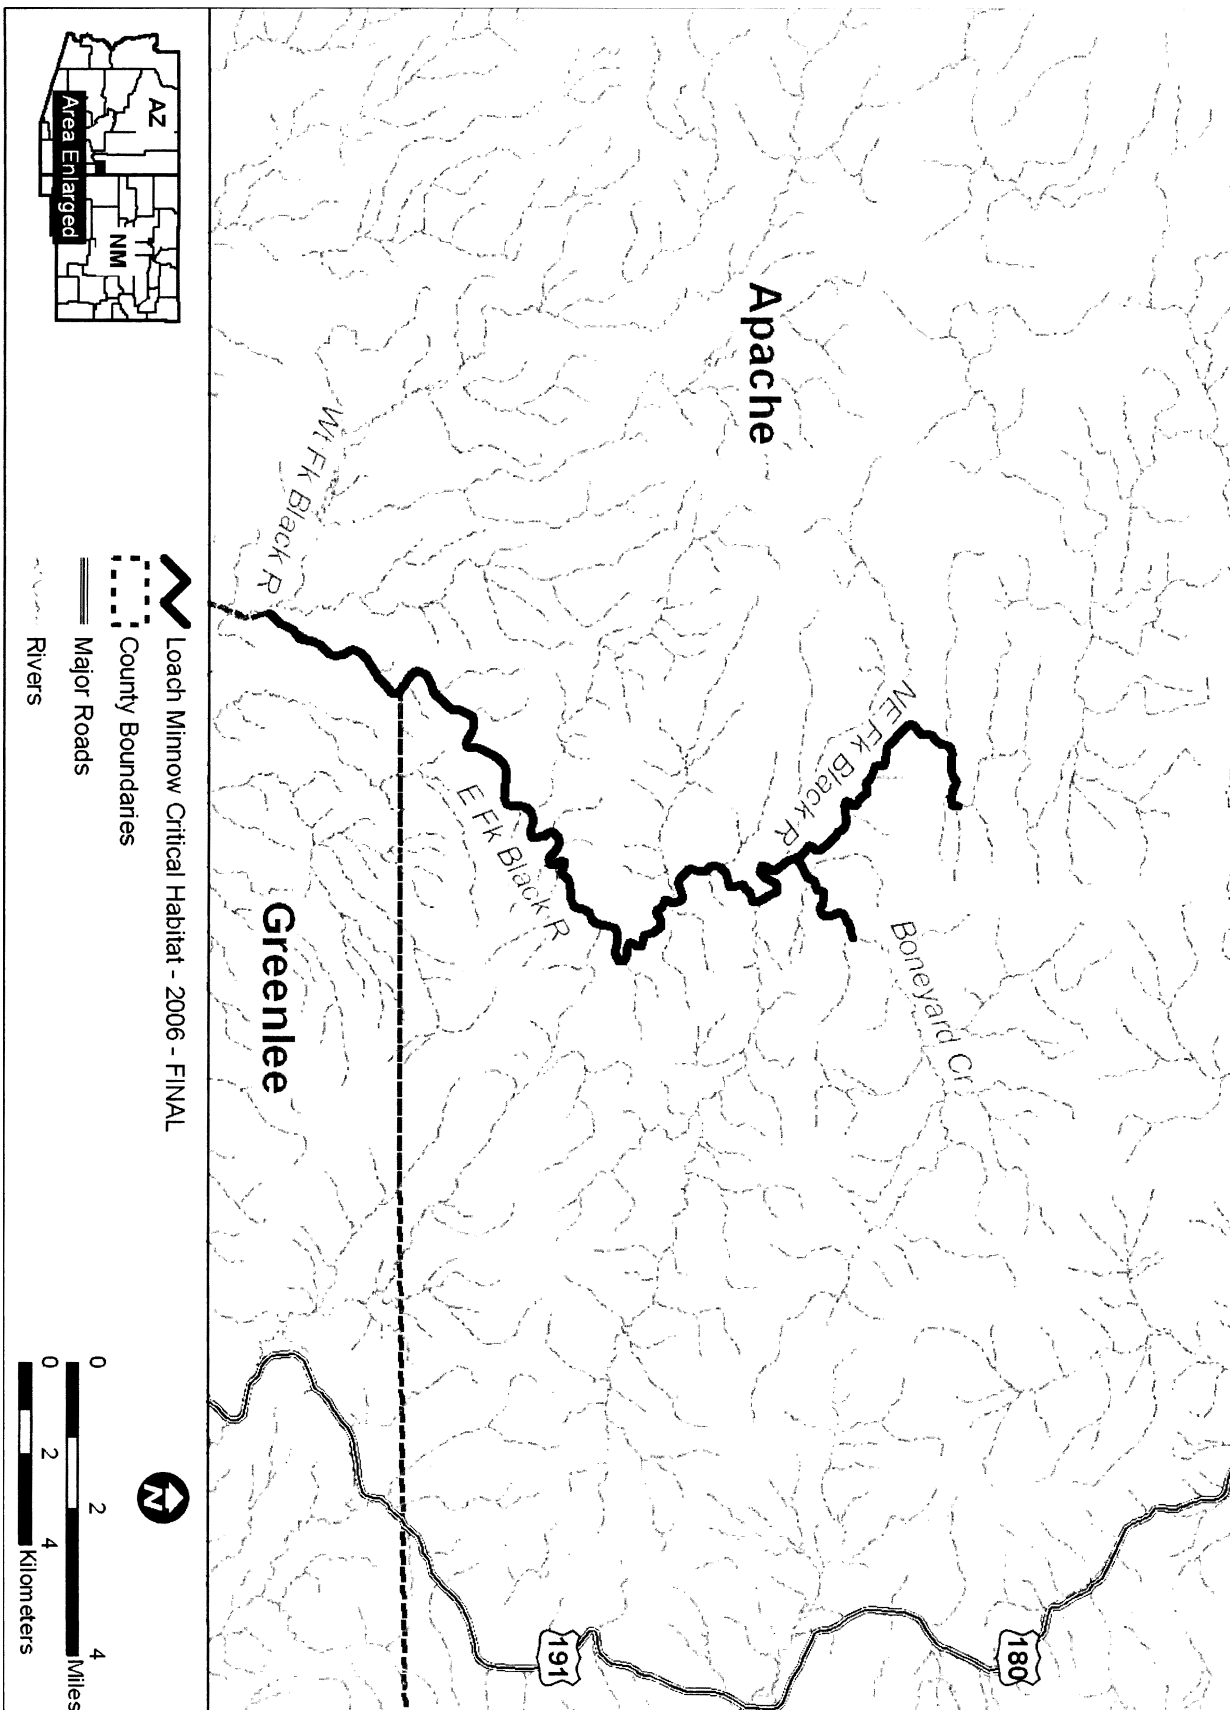 Apache
NE Fk Black R
Boneyard Cr
180
Wt Fk Black R
E Fk Black R
191
Greenlee
AZ
NM
Area Enlarged
Loach Minnow Critical Habitat - 2006 - FINAL
County Boundaries
Major Roads
Rivers
N
0 2 4
Miles
0 2 4
Kilometers